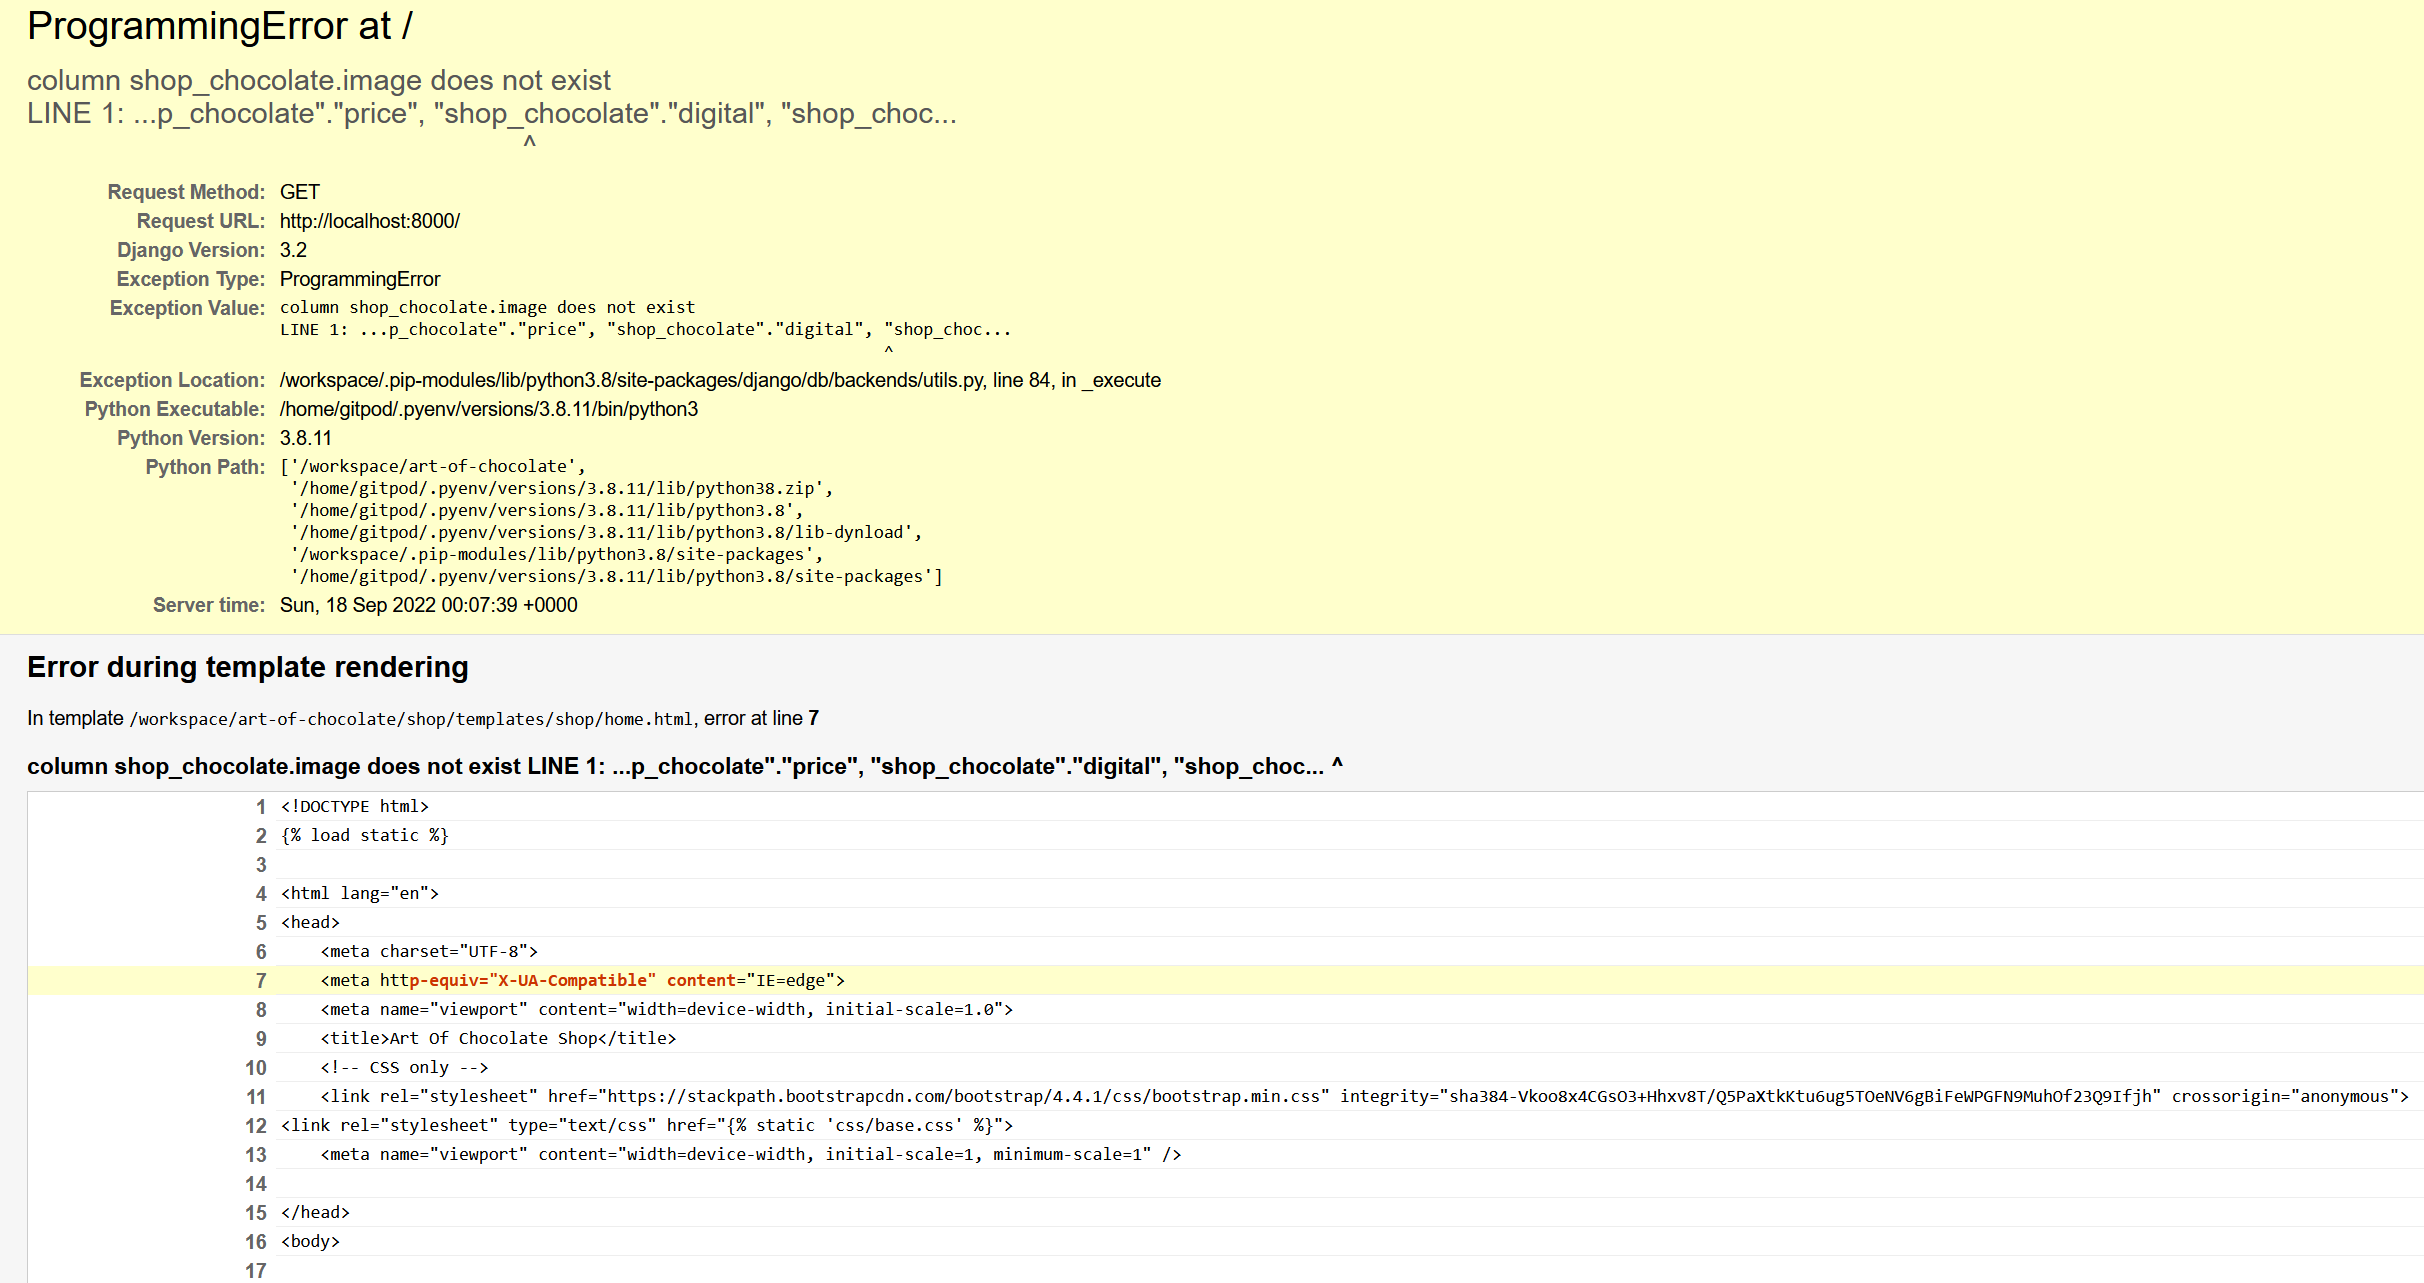 ProgrammingError at /
column shop_chocolate.image does not exist
LINE 1: ...p_chocolate"."price", "shop_chocolate"."digital", "shop_choc...
^
Request Method: GET
Request URL: http://localhost:8000/
Django Version: 3.2
Exception Type: ProgrammingError
Exception Value: column shop_chocolate.image does not exist
LINE 1: ...p_chocolate"."price", "shop_chocolate"."digital", "shop_choc...
^
Exception Location: /workspace/.pip-modules/lib/python3.8/site-packages/django/db/backends/utils.py, line 84, in _execute
Python Executable: /home/gitpod/.pyenv/versions/3.8.11/bin/python3
Python Version: 3.8.11
Python Path: ['/workspace/art-of-chocolate',
'/home/gitpod/.pyenv/versions/3.8.11/lib/python38.zip',
'/home/gitpod/.pyenv/versions/3.8.11/lib/python3.8',
'/home/gitpod/.pyenv/versions/3.8.11/lib/python3.8/lib-dynload',
'/workspace/.pip-modules/lib/python3.8/site-packages',
'/home/gitpod/.pyenv/versions/3.8.11/lib/python3.8/site-packages']
Server time: Sun, 18 Sep 2022 00:07:39 +0000
Error during template rendering
In template /workspace/art-of-chocolate/shop/templates/shop/home.html, error at line 7
column shop_chocolate.image does not exist LINE 1: ...p_chocolate"."price", "shop_chocolate"."digital", "shop_choc... ^
1 <!DOCTYPE html>
2 {% load static %}
3
4 <html lang="en">
5 <head>
6 <meta charset="UTF-8">
7 <meta http-equiv="X-UA-Compatible" content="IE=edge">
8 <meta name="viewport" content="width=device-width, initial-scale=1.0">
9 <title>Art Of Chocolate Shop</title>
10 <!-- CSS only -->
11 <link rel="stylesheet" href="https://stackpath.bootstrapcdn.com/bootstrap/4.4.1/css/bootstrap.min.css" integrity="sha384-Vkoo8x4CGsO3+Hhxv8T/Q5PaXtkKtu6ug5TOeNV6gBiFeWPGFN9MuhOf23Q9Ifjh" crossorigin="anonymous">
12 <link rel="stylesheet" type="text/css" href="{% static 'css/base.css' %}">
13 <meta name="viewport" content="width=device-width, initial-scale=1, minimum-scale=1" />
14
15 </head>
16 <body>
17